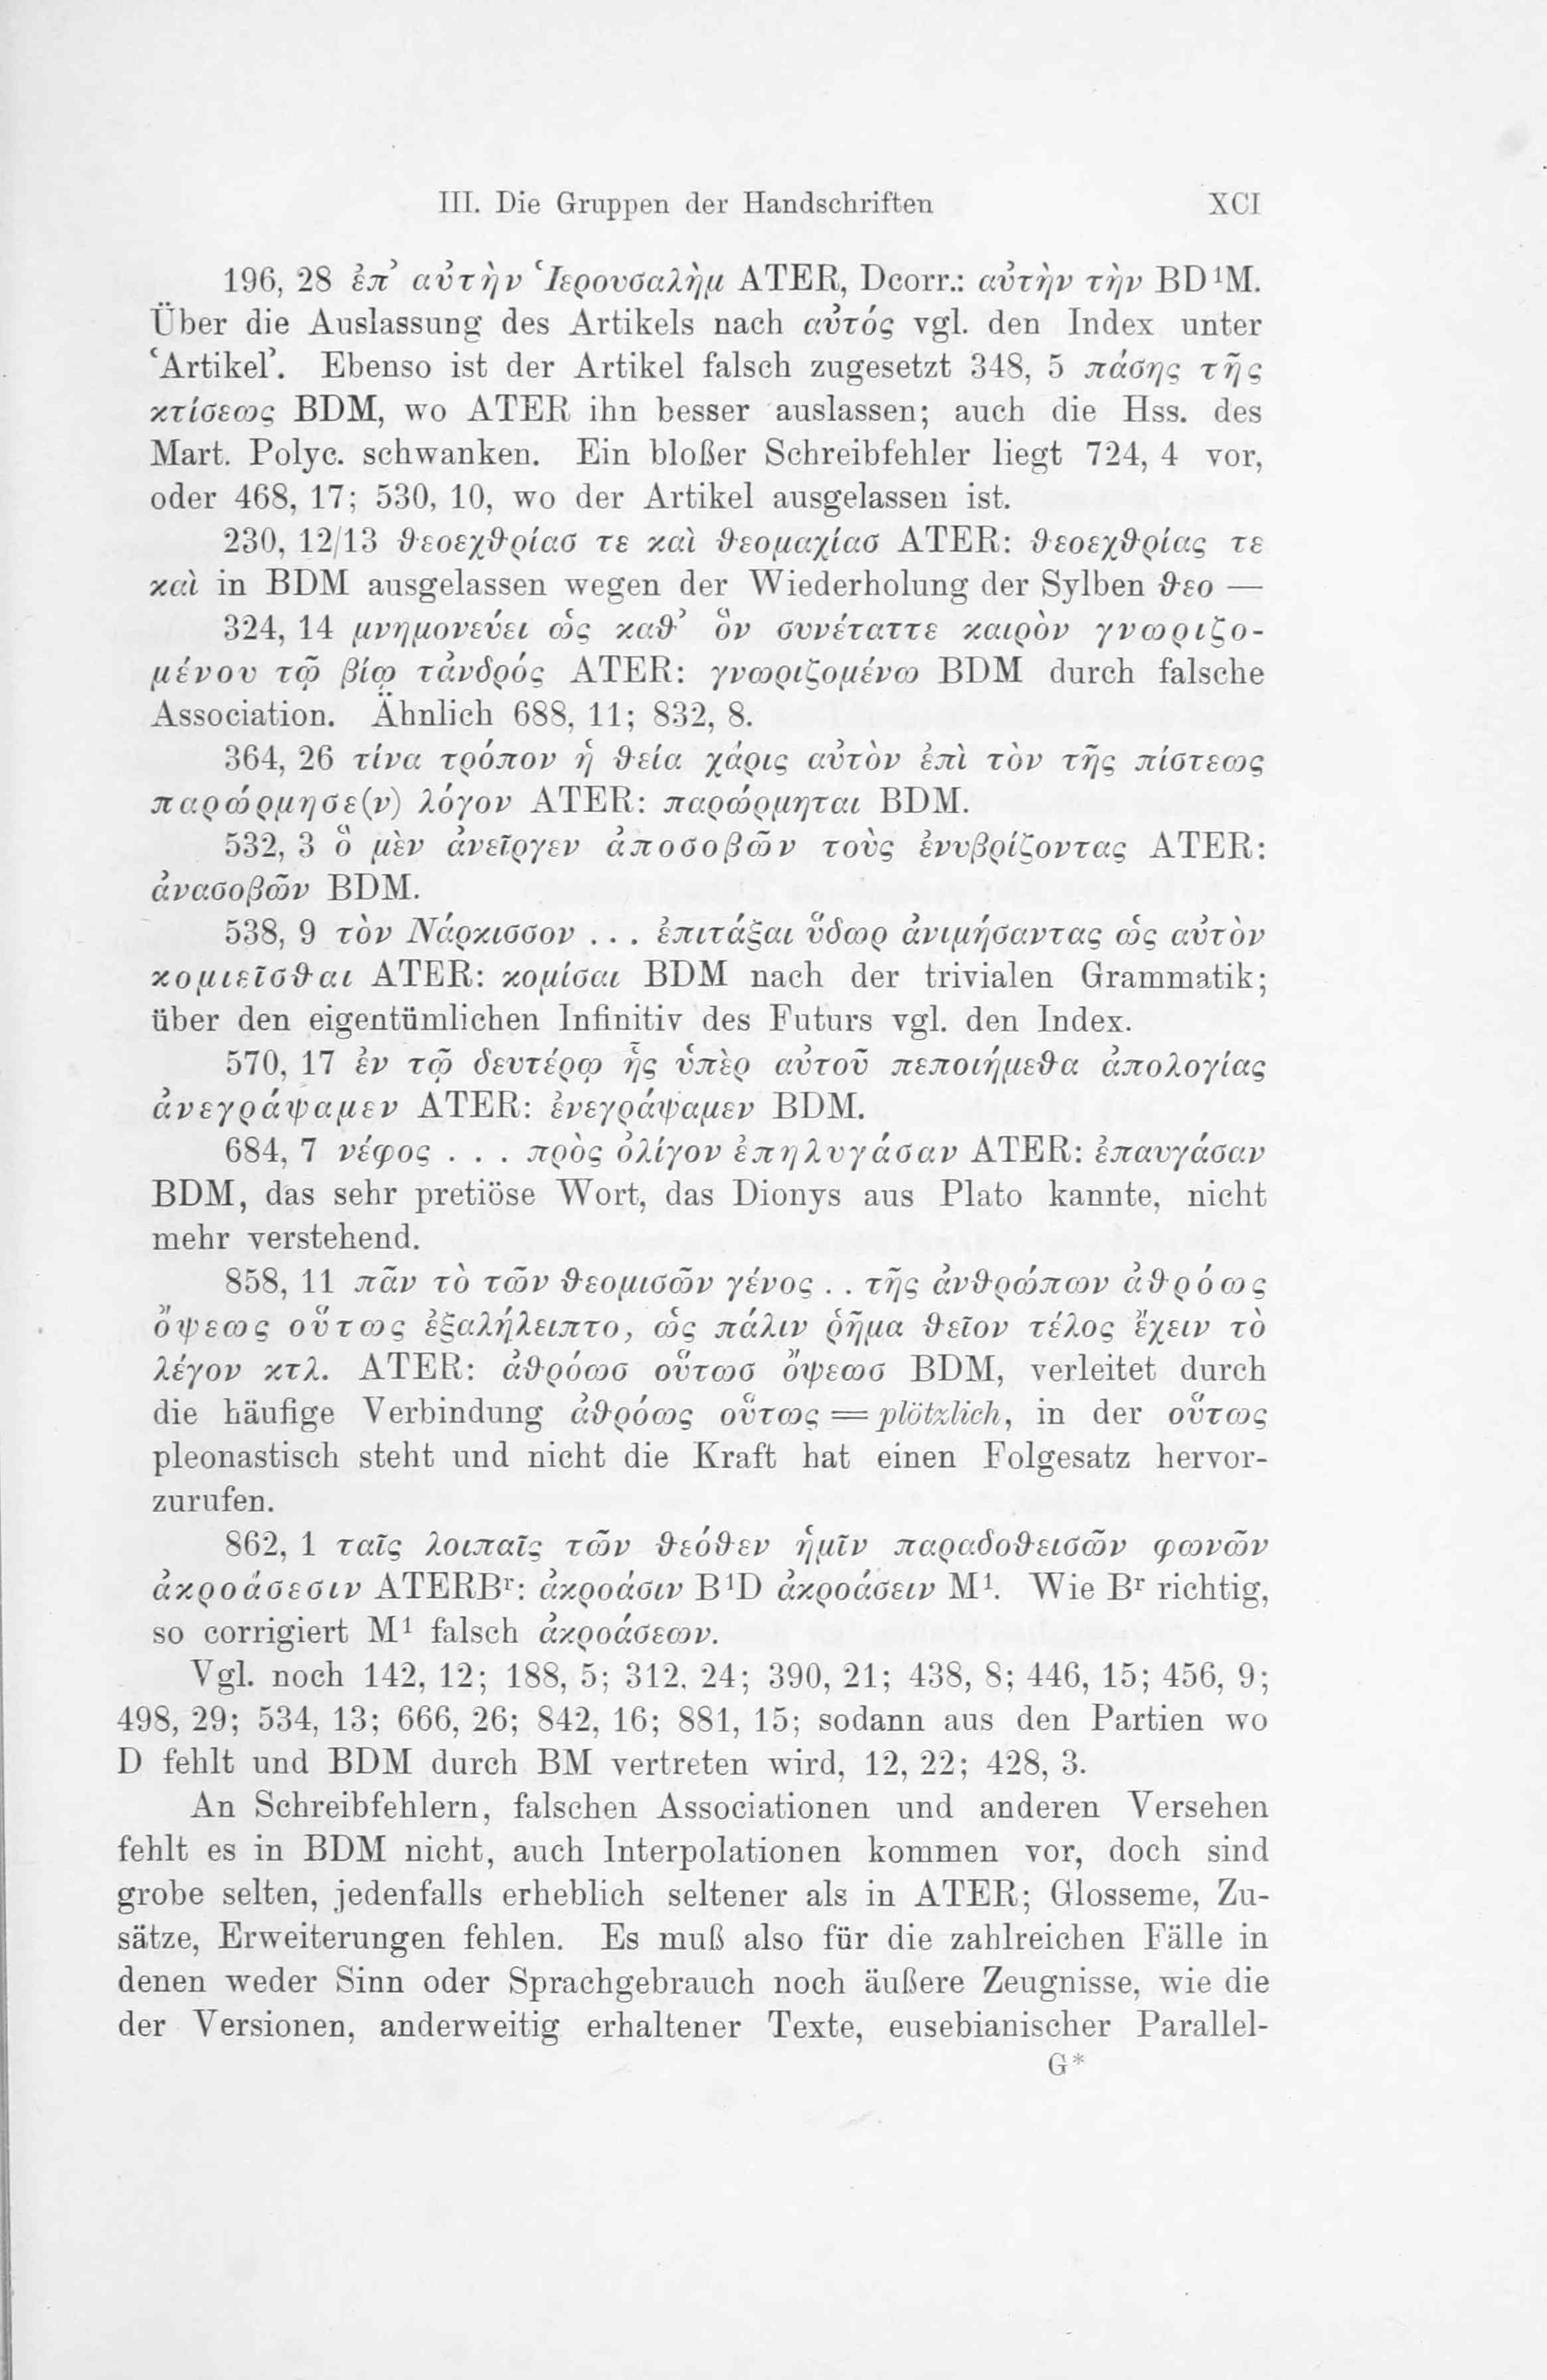 III. Die Gruppen der Handschriften XCI
196, 28 ἐπ’ αὐτὴν Ἱερουσαλὴμ ATER, Dcorr.: αὐτὴν τὴν BD¹M.
Über die Auslassung des Artikels nach αὐτός vgl. den Index unter
‘Artikel’. Ebenso ist der Artikel falsch zugesetzt 348, 5 πάσης τῆς
κτίσεως BDM, wo ATER ihn besser auslassen; auch die Hss. des
Mart. Polyc. schwanken. Ein bloßer Schreibfehler liegt 724, 4 vor,
oder 468, 17; 530, 10, wo der Artikel ausgelassen ist.
230, 12/13 θεοεχθρίασ τε καὶ θεομαχίασ ATER: θεοεχθρίας τε
καὶ in BDM ausgelassen wegen der Wiederholung der Sylben θεο —
324, 14 μνημονεύει ὡς καθ’ ὃν συνέταττε καιρὸν γνωριζο-
μένου τῷ βίῳ τἀνδρός ATER: γνωριζομένω BDM durch falsche
Association. Ähnlich 688, 11; 832, 8.
364, 26 τίνα τρόπον ἡ θεία χάρις αὐτὸν ἐπὶ τὸν τῆς πίστεως
παρώρμησε(ν) λόγον ATER: παρώρμηται BDM.
532, 3 ὃ μὲν ἀνεῖργεν ἀποσοβῶν τοὺς ἐνυβρίζοντας ATER:
ἀνασοβῶν BDM.
538, 9 τὸν Νάρκισσον . . . ἐπιτάξαι ὕδωρ ἀνιμήσαντας ὡς αὐτὸν
κομιεῖσθαι ATER: κομίσαι BDM nach der trivialen Grammatik;
über den eigentümlichen Infinitiv des Futurs vgl. den Index.
570, 17 ἐν τῷ δευτέρῳ ἧς ὑπὲρ αὐτοῦ πεποιήμεθα ἀπολογίας
ἀνεγράψαμεν ATER: ἐνεγράψαμεν BDM.
684, 7 νέφος . . . πρὸς ὀλίγον ἐπηλυγάσαν ATER: ἐπαυγάσαν
BDM, das sehr pretiöse Wort, das Dionys aus Plato kannte, nicht
mehr verstehend.
858, 11 πᾶν τὸ τῶν θεομισῶν γένος . . τῆς ἀνθρώπων ἀθρόως
ὄψεως οὕτως ἐξαλήλειπτο, ὡς πάλιν ῥῆμα θεῖον τέλος ἔχειν τὸ
λέγον κτλ. ATER: ἀθρόωσ οὕτωσ ὄψεωσ BDM, verleitet durch
die häufige Verbindung ἀθρόως οὕτως = plötzlich, in der οὕτως
pleonastisch steht und nicht die Kraft hat einen Folgesatz hervor-
zurufen.
862, 1 ταῖς λοιπαῖς τῶν θεόθεν ἡμῖν παραδοθεισῶν φωνῶν
ἀκροάσεσιν ATERBʳ: ἀκροάσιν B¹D ἀκροάσειν M¹. Wie Bʳ richtig,
so corrigiert M¹ falsch ἀκροάσεων.
Vgl. noch 142, 12; 188, 5; 312, 24; 390, 21; 438, 8; 446, 15; 456, 9;
498, 29; 534, 13; 666, 26; 842, 16; 881, 15; sodann aus den Partien wo
D fehlt und BDM durch BM vertreten wird, 12, 22; 428, 3.
An Schreibfehlern, falschen Associationen und anderen Versehen
fehlt es in BDM nicht, auch Interpolationen kommen vor, doch sind
grobe selten, jedenfalls erheblich seltener als in ATER; Glosseme, Zu-
sätze, Erweiterungen fehlen. Es muß also für die zahlreichen Fälle in
denen weder Sinn oder Sprachgebrauch noch äußere Zeugnisse, wie die
der Versionen, anderweitig erhaltener Texte, eusebianischer Parallel-
G*